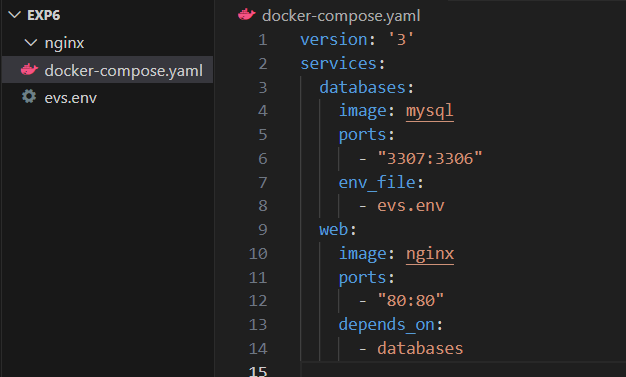 EXP6
nginx
docker-compose.yaml
evs.env
docker-compose.yaml
1 version: '3'
2 services:
3   databases:
4     image: mysql
5     ports:
6       - "3307:3306"
7     env_file:
8       - evs.env
9   web:
10     image: nginx
11     ports:
12       - "80:80"
13     depends_on:
14       - databases
15